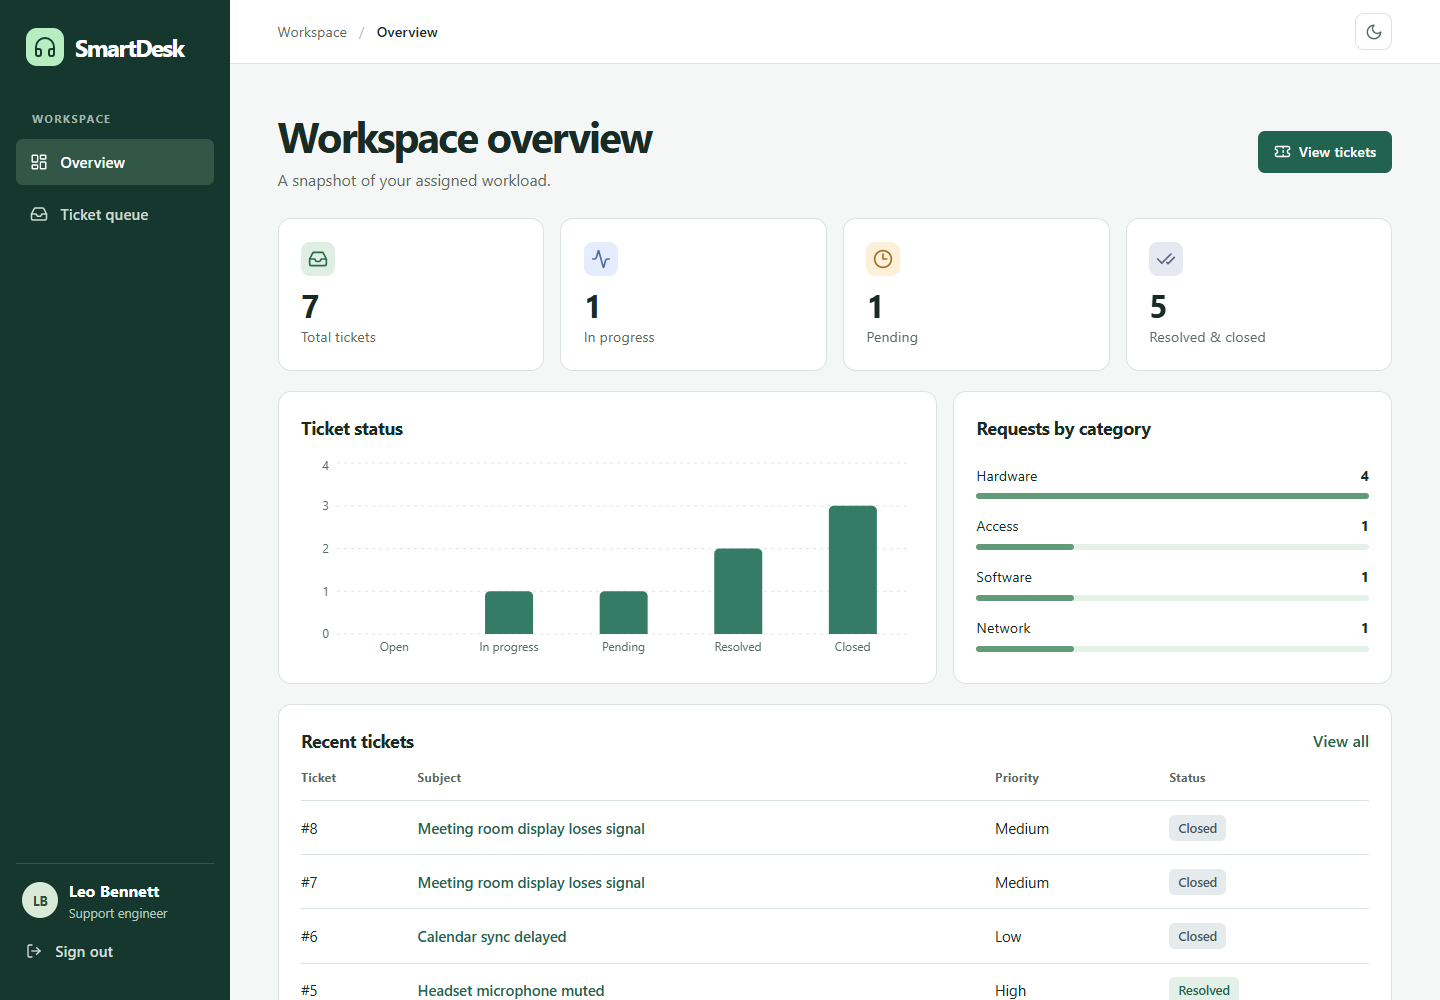 SmartDesk
Workspace / Overview
WORKSPACE
Overview
Ticket queue
Workspace overview
A snapshot of your assigned workload.
View tickets
7
Total tickets
1
In progress
1
Pending
5
Resolved & closed
Ticket status
4
3
2
1
0
Open In progress Pending Resolved Closed
Requests by category
Hardware 4
Access 1
Software 1
Network 1
Recent tickets
View all
Ticket Subject Priority Status
#8 Meeting room display loses signal Medium Closed
#7 Meeting room display loses signal Medium Closed
#6 Calendar sync delayed Low Closed
#5 Headset microphone muted High Resolved
LB
Leo Bennett
Support engineer
Sign out